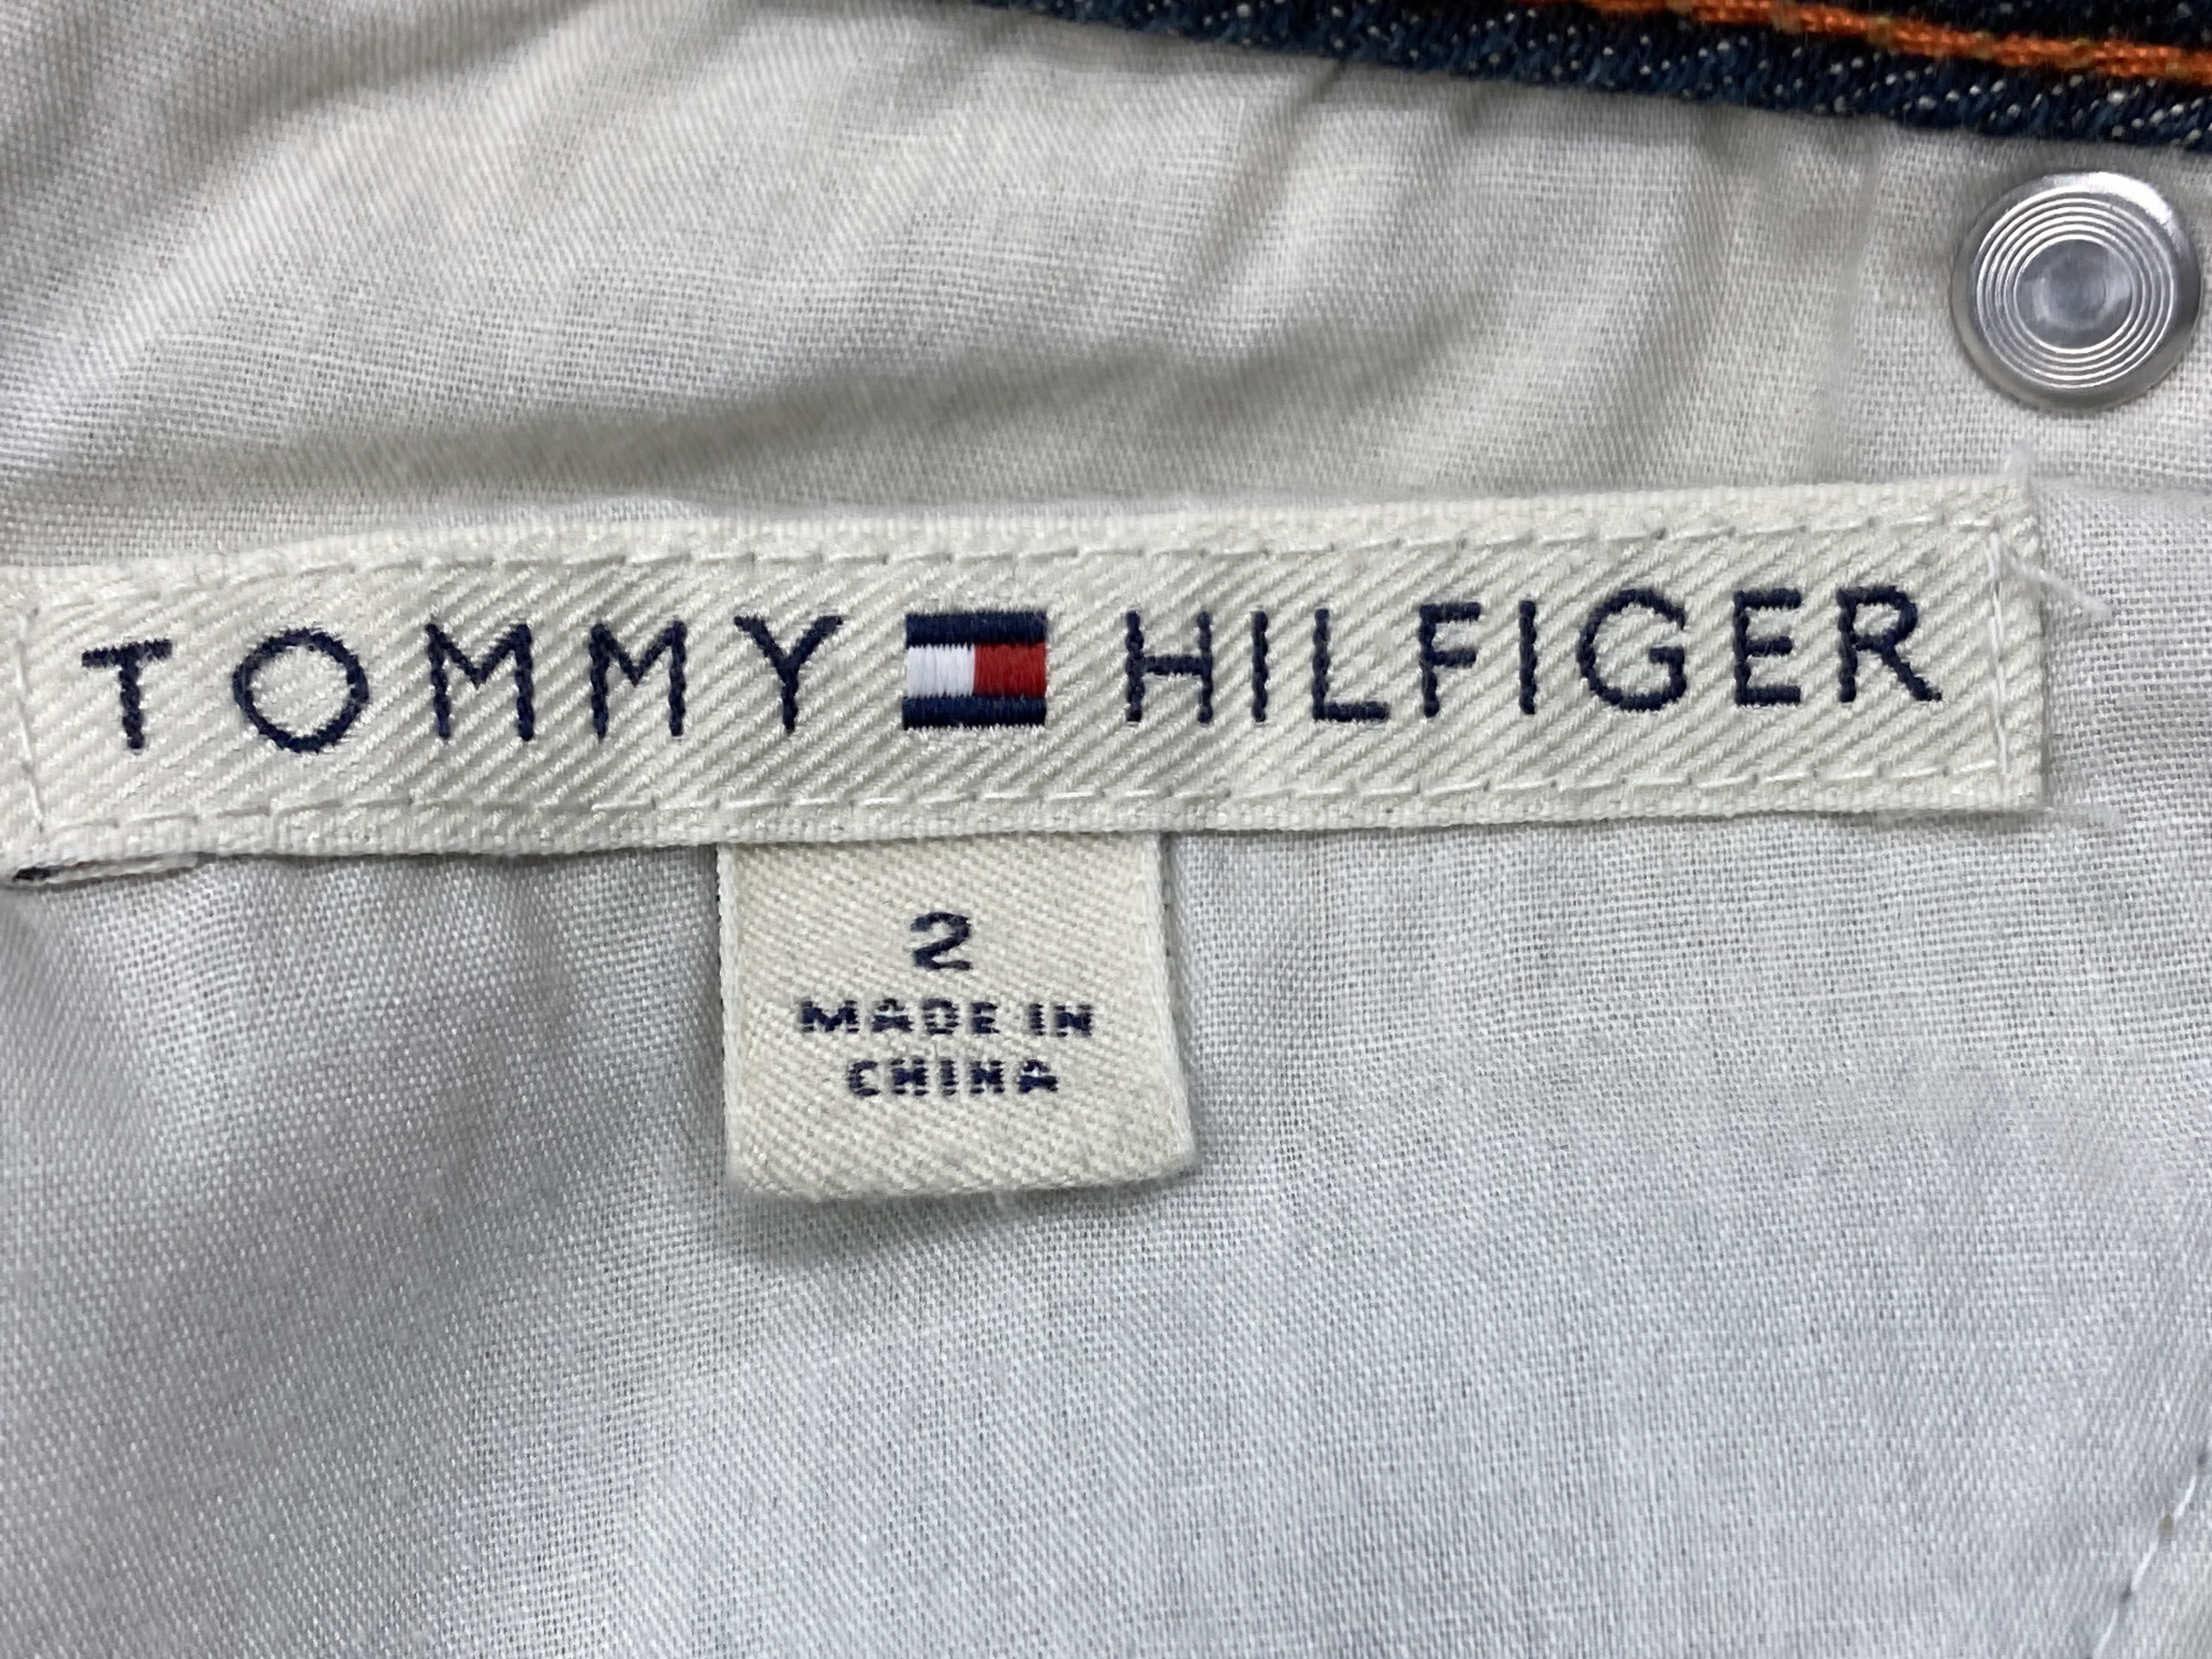 TOMMY HILFIGER
2
MADE IN
CHINA